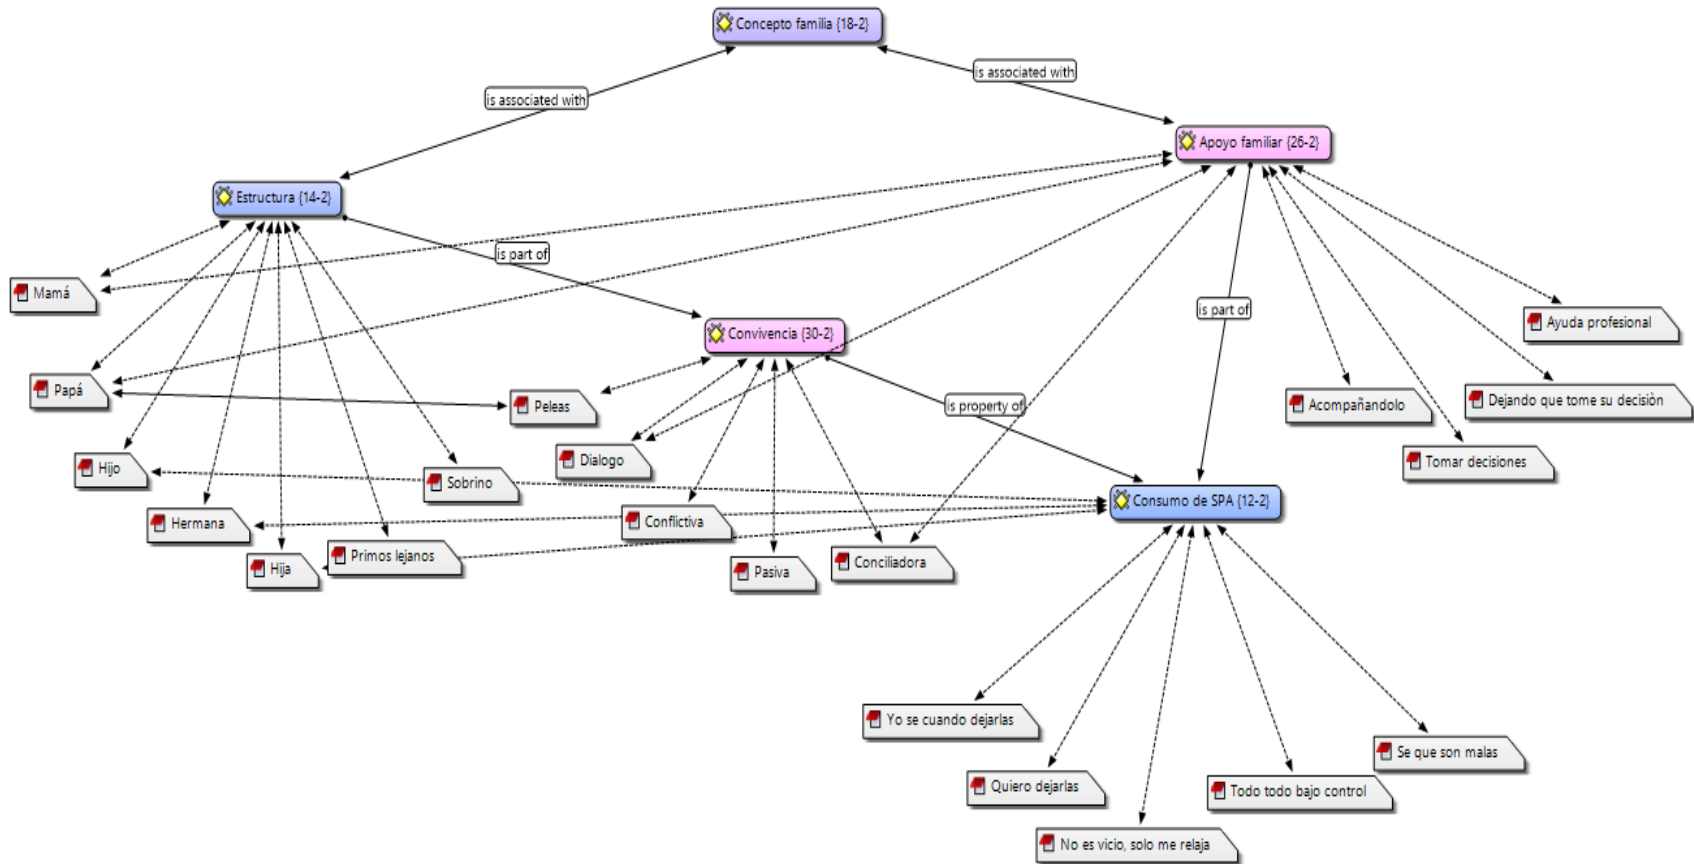 Concepto familia {18-2}
is associated with
is associated with
Apoyo familiar {26-2}
Estructura {14-2}
is part of
Mamá
is part of
Ayuda profesional
Convivencia {30-2}
Papá
Peleas
is property of
Acompañandolo
Dejando que tome su decisiòn
Dialogo
Tomar decisiones
Hijo
Sobrino
Consumo de SPA {12-2}
Hermana
Conflictiva
Primos lejanos
Conciliadora
Hija
Pasiva
Yo se cuando dejarlas
Se que son malas
Quiero dejarlas
Todo todo bajo control
No es vicio, solo me relaja